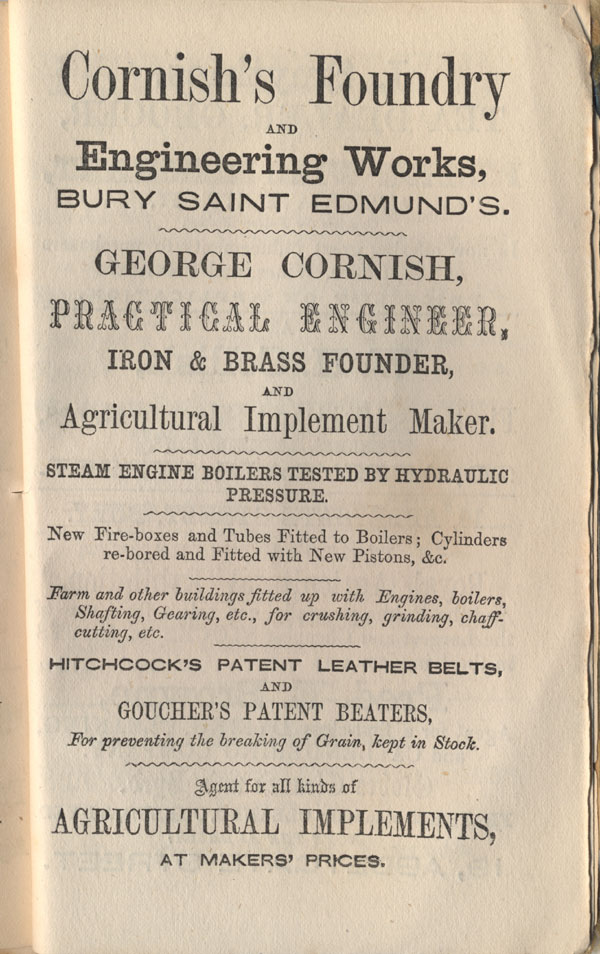 Cornish's Foundry
AND
Engineering Works,
BURY SAINT EDMUND'S.
GEORGE CORNISH,
PRACTICAL ENGINEER,
IRON & BRASS FOUNDER,
AND
Agricultural Implement Maker.
STEAM ENGINE BOILERS TESTED BY HYDRAULIC
PRESSURE.
New Fire-boxes and Tubes Fitted to Boilers; Cylinders
re-bored and Fitted with New Pistons, &c.
Farm and other buildings fitted up with Engines, boilers,
Shafting, Gearing, etc., for crushing, grinding, chaff-
cutting, etc.
HITCHCOCK'S PATENT LEATHER BELTS,
AND
GOUCHER'S PATENT BEATERS,
For preventing the breaking of Grain, kept in Stock.
Agent for all kinds of
AGRICULTURAL IMPLEMENTS,
AT MAKERS' PRICES.